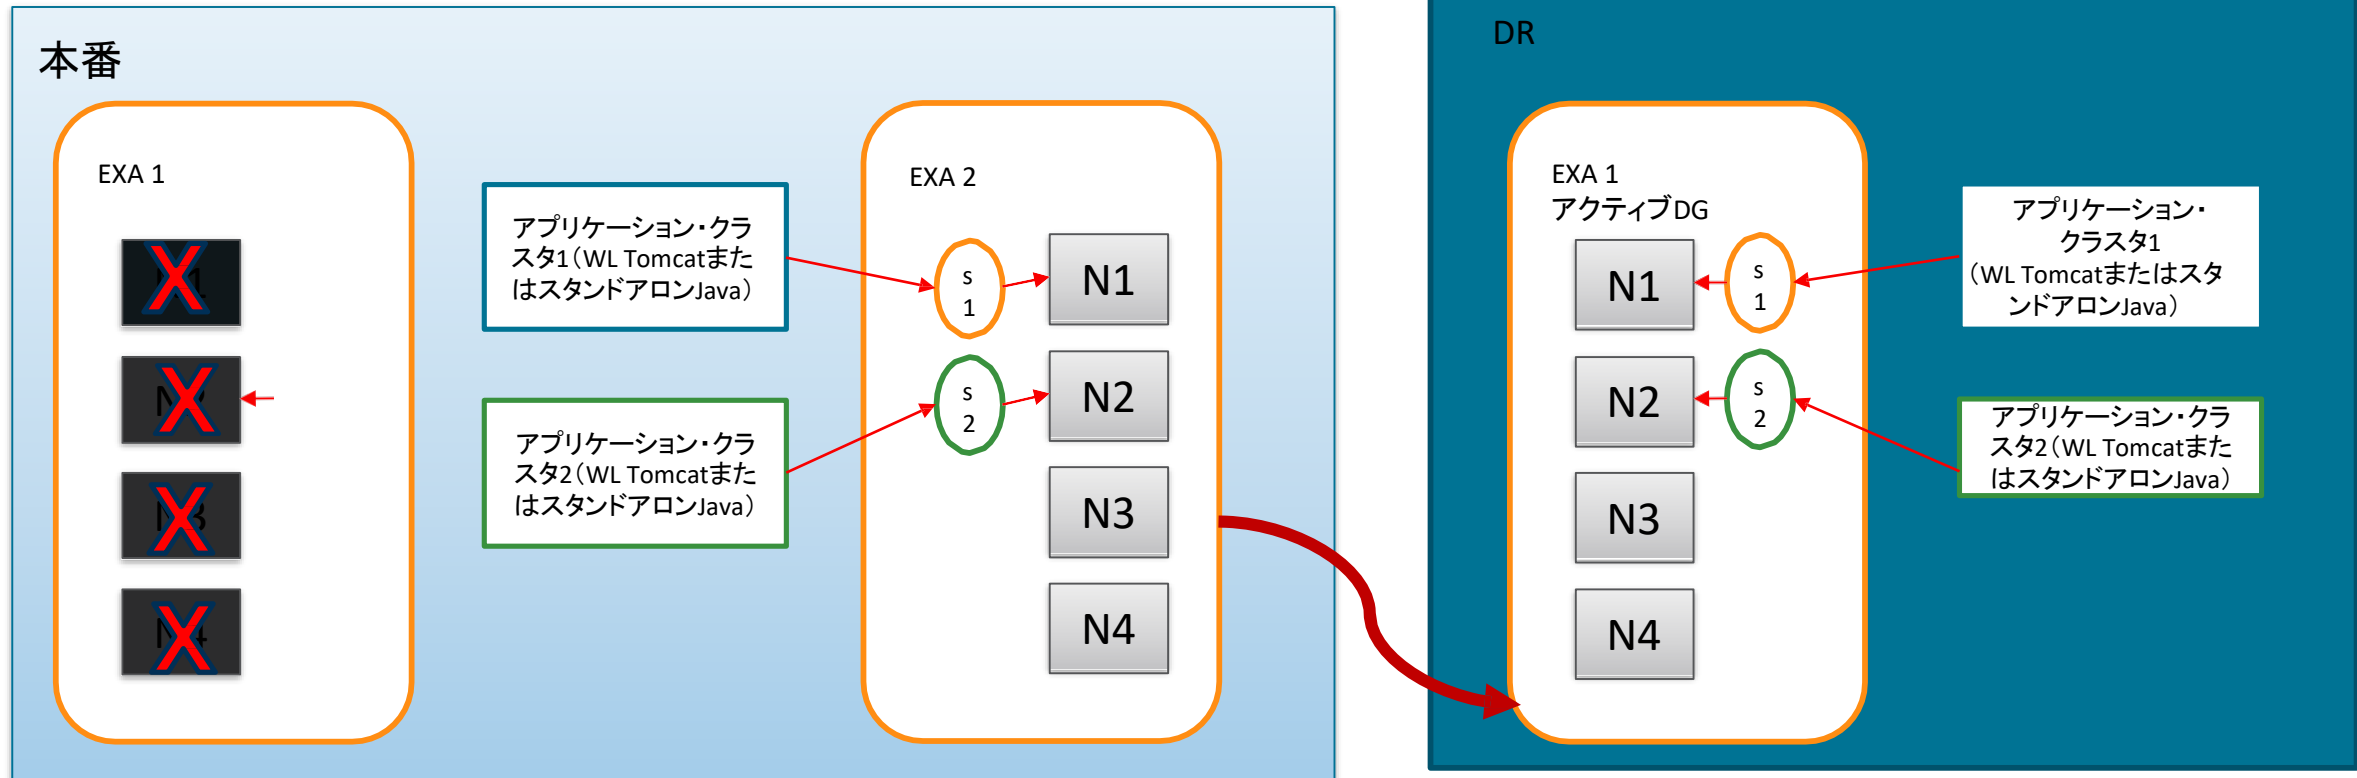 本番
EXA 1
N1
N2
N3
N4
アプリケーション・クラ
スタ1（WL Tomcatまた
はスタンドアロンJava）
アプリケーション・クラ
スタ2（WL Tomcatまた
はスタンドアロンJava）
EXA 2
s
1
N1
s
2
N2
N3
N4
DR
EXA 1
アクティブDG
N1
s
1
N2
s
2
N3
N4
アプリケーション・
クラスタ1
（WL Tomcatまたはスタ
ンドアロンJava）
アプリケーション・クラ
スタ2（WL Tomcatまた
はスタンドアロンJava）